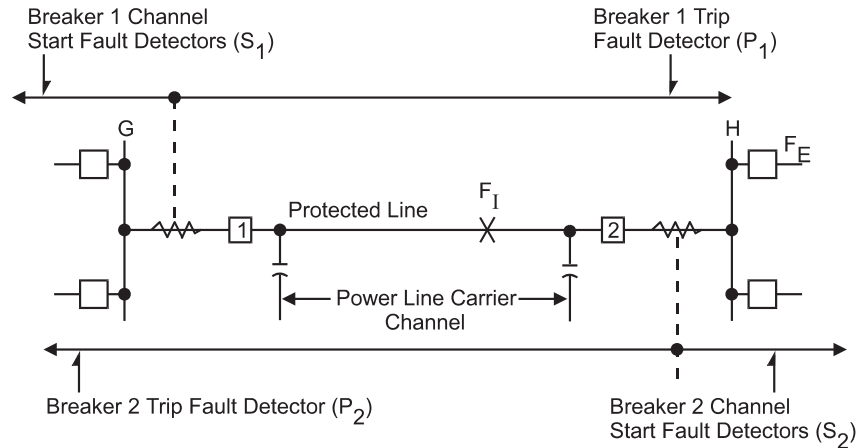 Breaker 1 Channel
Start Fault Detectors (S1)
Breaker 1 Trip
Fault Detector (P1)
G
H
FE
FI
Protected Line
1
2
Power Line Carrier
Channel
Breaker 2 Trip Fault Detector (P2)
Breaker 2 Channel
Start Fault Detectors (S2)